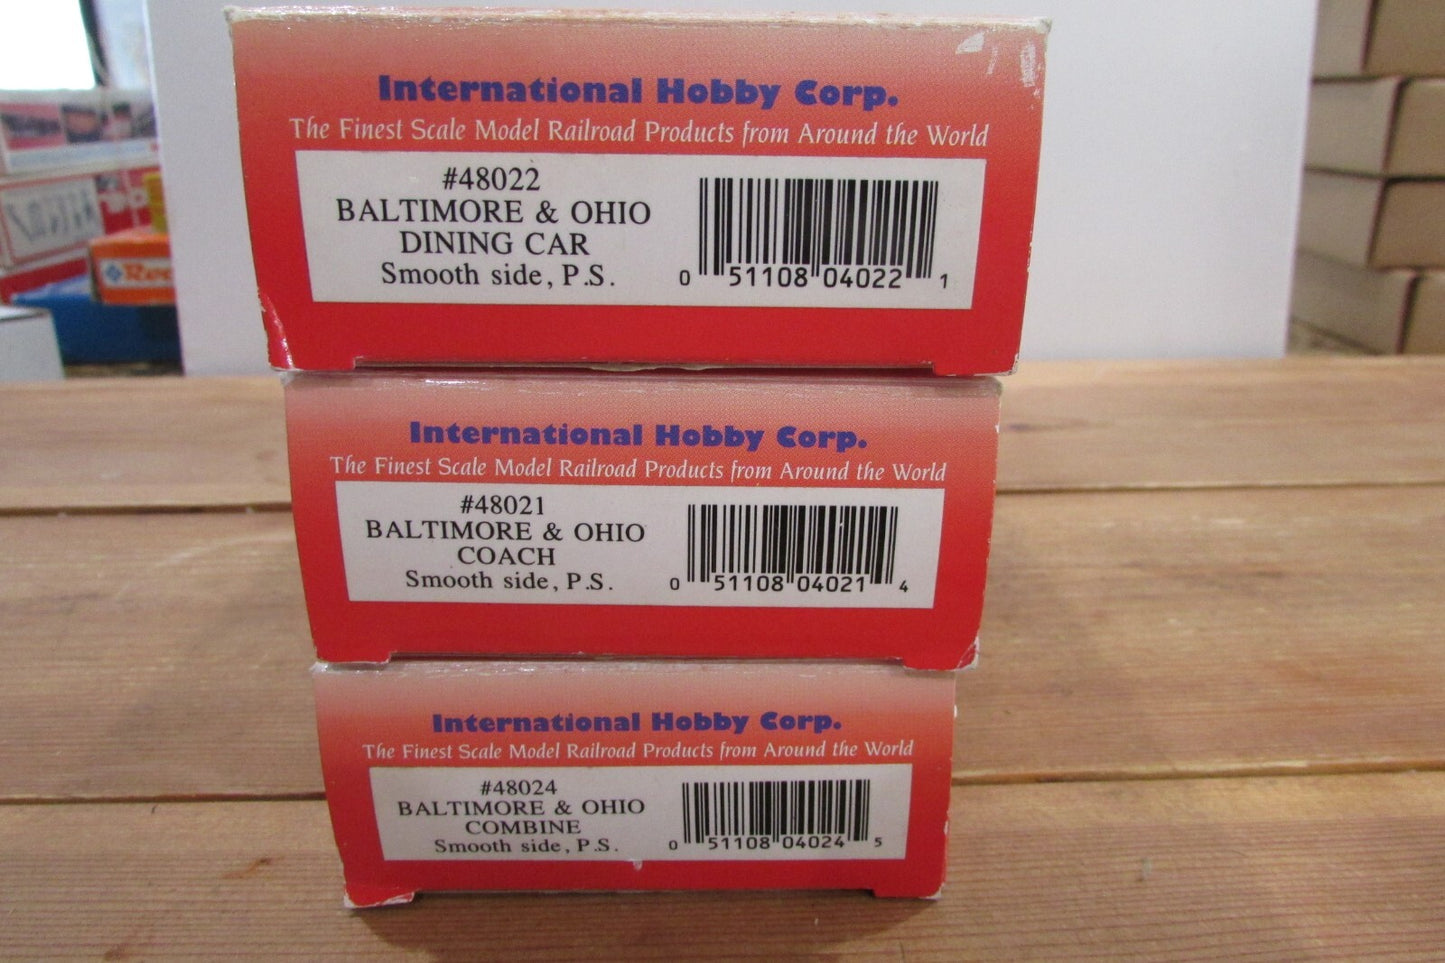 International Hobby Corp.
The Finest Scale Model Railroad Products from Around the World
#48022
BALTIMORE & OHIO
DINING CAR
Smooth side, P.S.
0 51108 04022 1
International Hobby Corp.
The Finest Scale Model Railroad Products from Around the World
#48021
BALTIMORE & OHIO
COACH
Smooth side, P.S.
0 51108 04021 4
International Hobby Corp.
The Finest Scale Model Railroad Products from Around the World
#48024
BALTIMORE & OHIO
COMBINE
Smooth side, P.S.
0 51108 04024 5